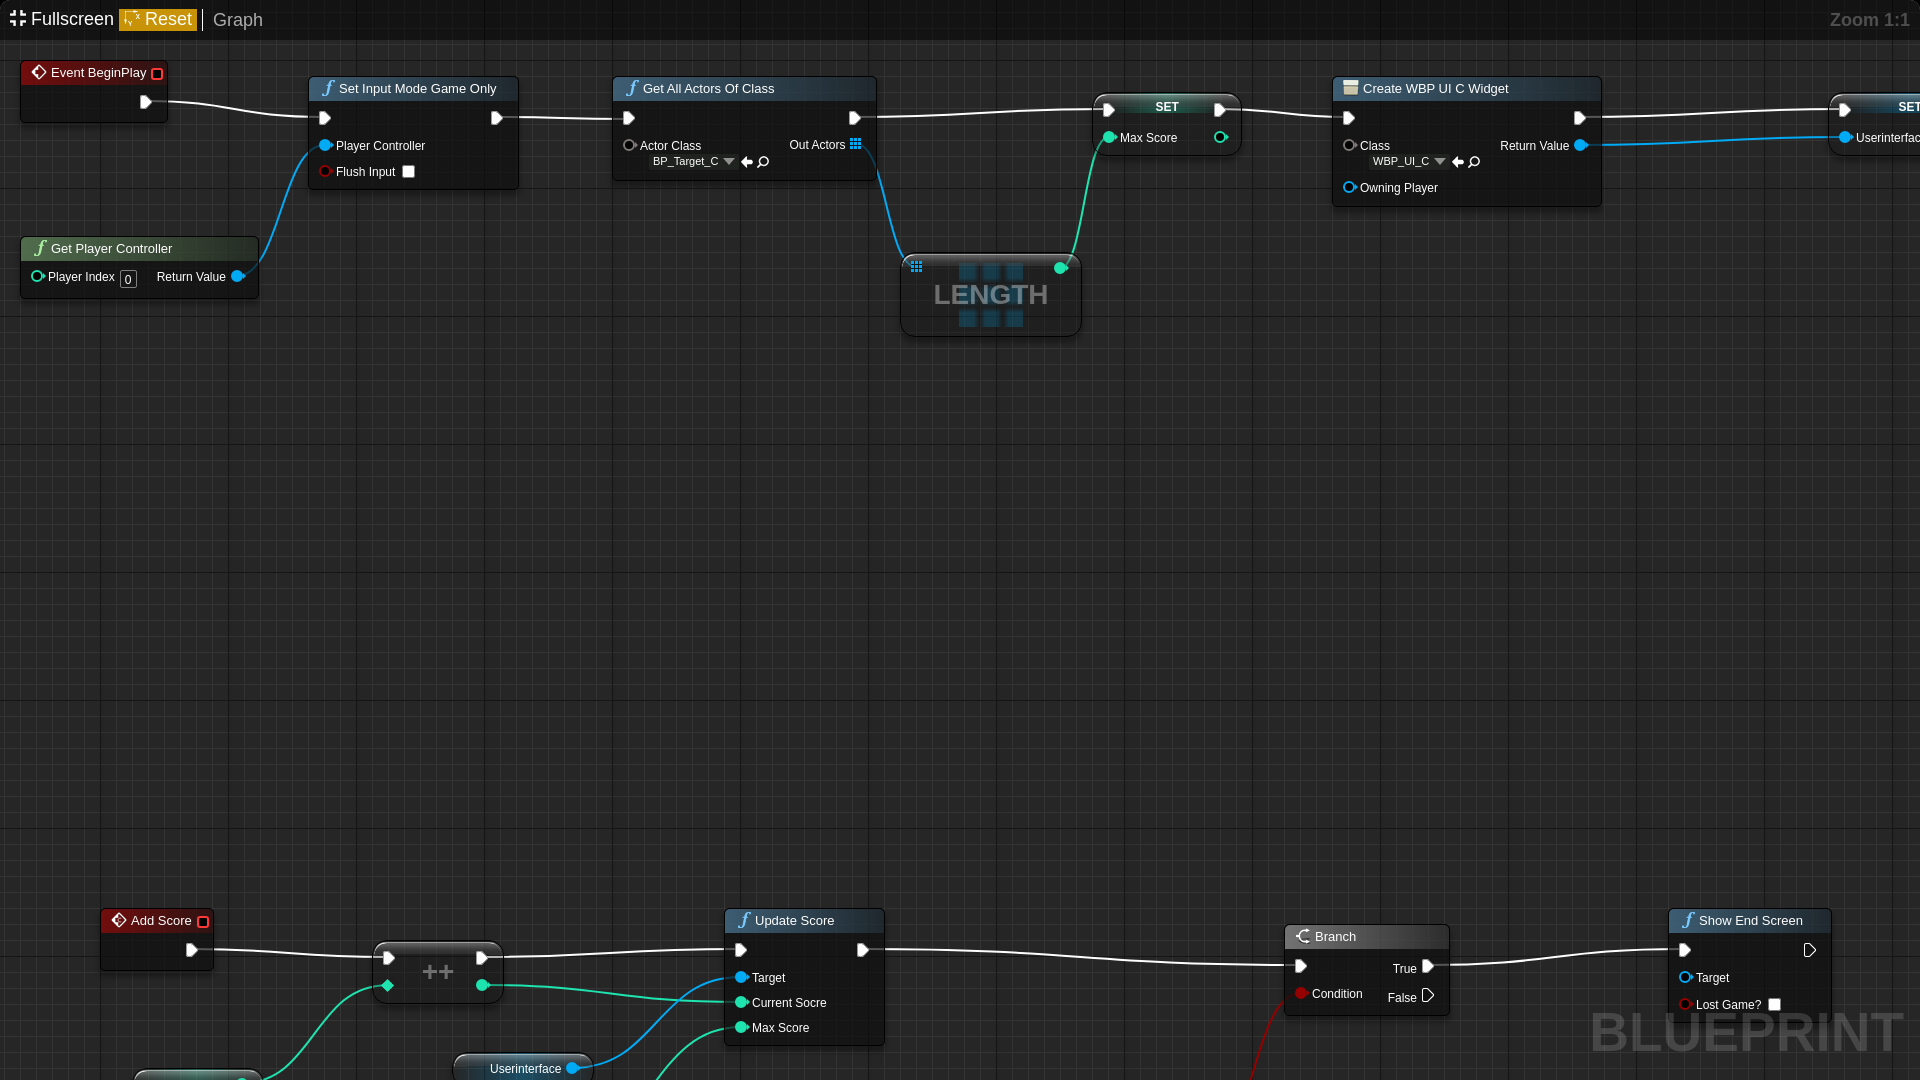 Fullscreen Reset Graph Zoom 1:1
Event BeginPlay
Set Input Mode Game Only
Player Controller
Flush Input
Get All Actors Of Class
Actor Class Out Actors
BP_Target_C
SET
Max Score
Create WBP UI C Widget
Class Return Value
WBP_UI_C
Owning Player
SET
Userinterfac
Get Player Controller
Player Index 0 Return Value
LENGTH
Add Score
++
Update Score
Target
Current Socre
Max Score
Userinterface
Branch
True
Condition False
Show End Screen
Target
Lost Game?
BLUEPRINT